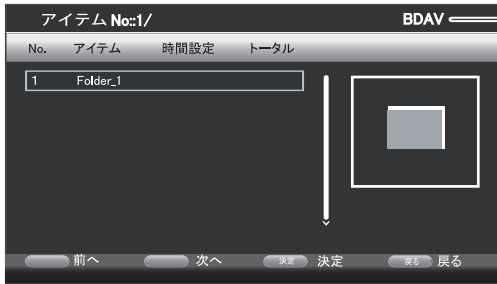 アイテム No::1/ BDAV
No. アイテム 時間設定 トータル
1 Folder_1
前へ 次へ 決定 決定 戻る 戻る